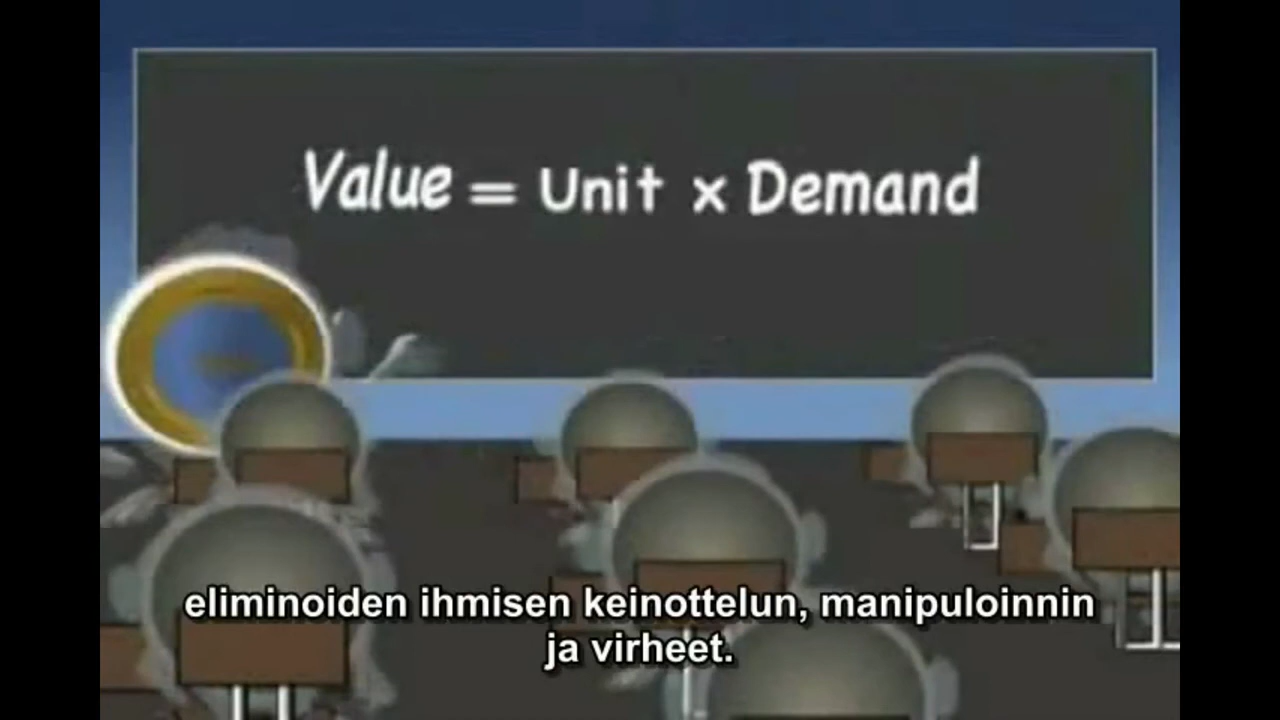 Value = Unit x Demand
eliminoiden ihmisen keinottelun, manipuloinnin
ja virheet.